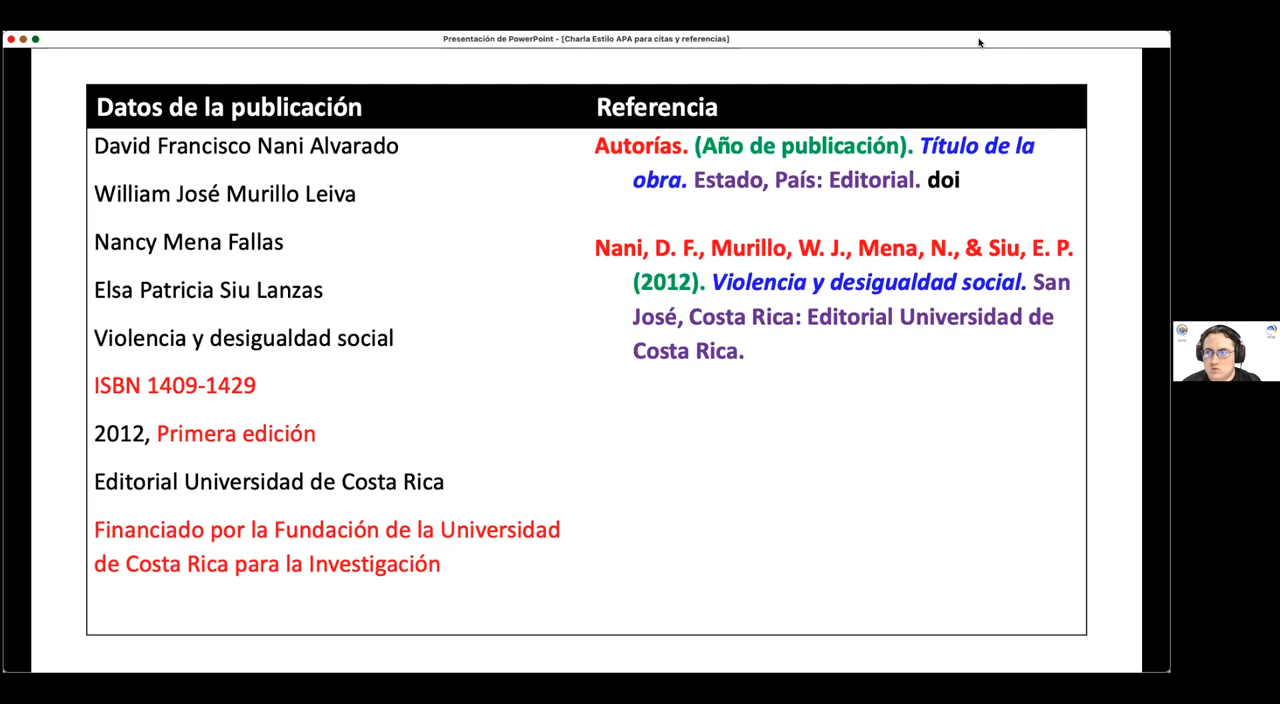 Presentación de PowerPoint - [Charla Estilo APA para citas y referencias]
Datos de la publicación
David Francisco Nani Alvarado
William José Murillo Leiva
Nancy Mena Fallas
Elsa Patricia Siu Lanzas
Violencia y desigualdad social
ISBN 1409-1429
2012, Primera edición
Editorial Universidad de Costa Rica
Financiado por la Fundación de la Universidad
de Costa Rica para la Investigación
Referencia
Autorías. (Año de publicación). Título de la
obra. Estado, País: Editorial. doi
Nani, D. F., Murillo, W. J., Mena, N., & Siu, E. P.
(2012). Violencia y desigualdad social. San
José, Costa Rica: Editorial Universidad de
Costa Rica.